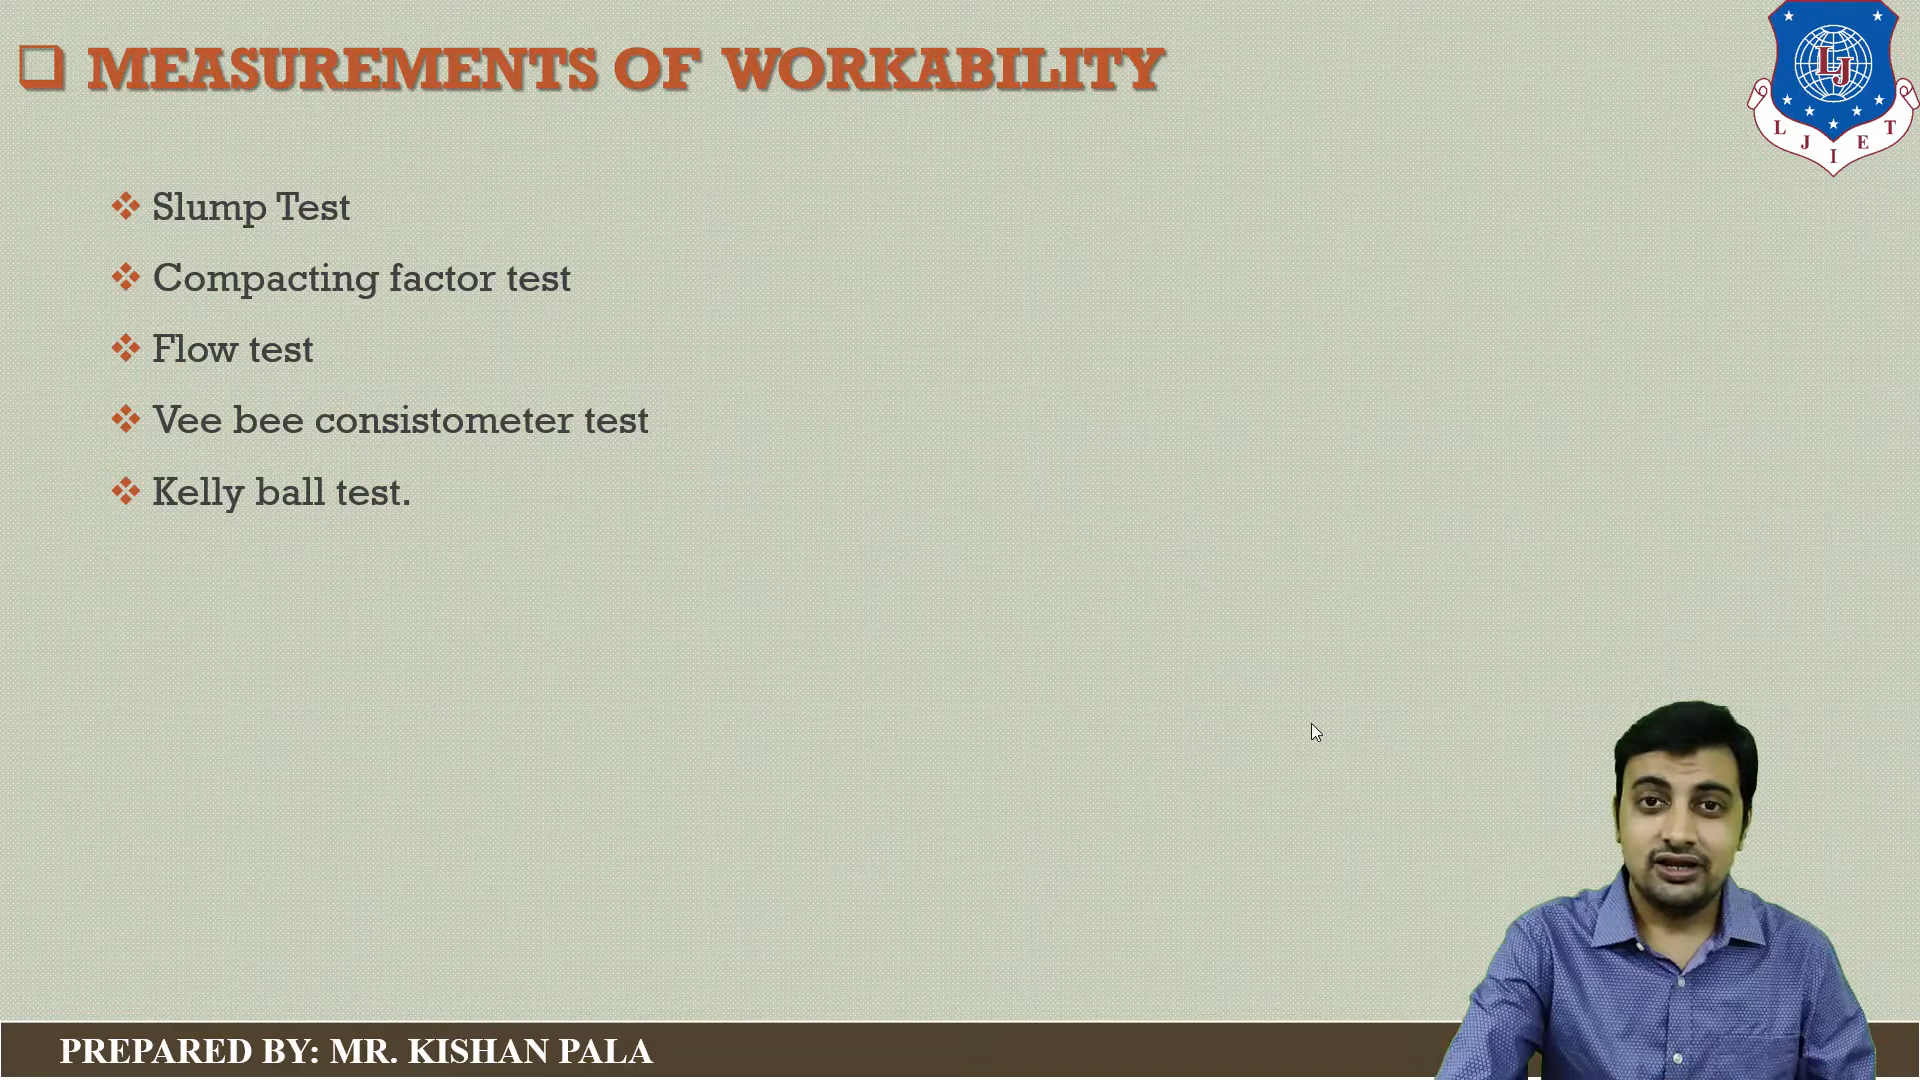 MEASUREMENTS OF WORKABILITY
LJ
L J I E T
Slump Test
Compacting factor test
Flow test
Vee bee consistometer test
Kelly ball test.
PREPARED BY: MR. KISHAN PALA